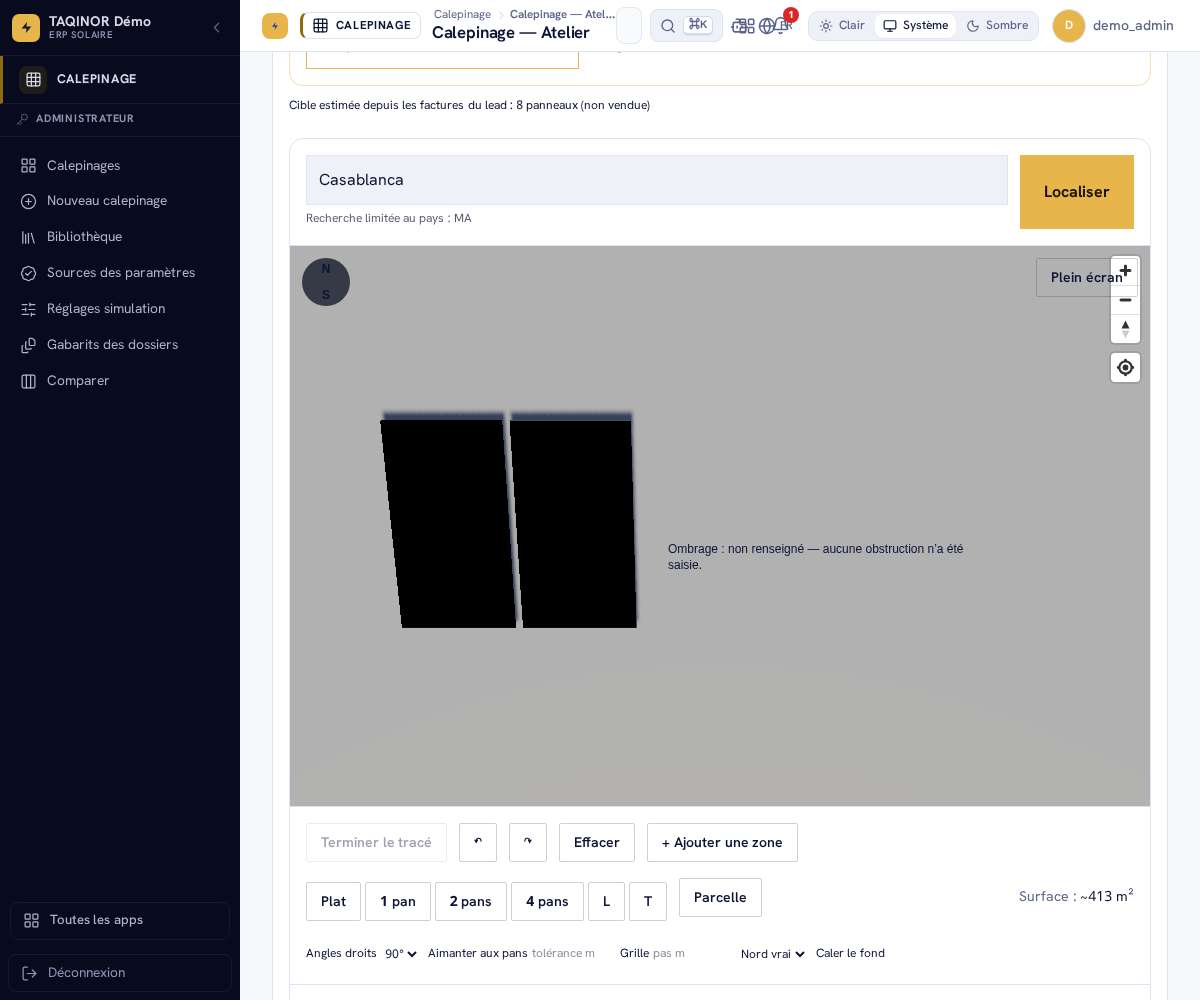 TAQINOR Démo
ERP SOLAIRE
CALEPINAGE
ADMINISTRATEUR
Calepinages
Nouveau calepinage
Bibliothèque
Sources des paramètres
Réglages simulation
Gabarits des dossiers
Comparer
Toutes les apps
Déconnexion
CALEPINAGE
Calepinage > Calepinage — Atel...
Calepinage — Atelier
⌘K
1
Clair
Système
Sombre
D
demo_admin
Cible estimée depuis les factures du lead : 8 panneaux (non vendue)
Casablanca
Localiser
Recherche limitée au pays : MA
N
S
Plein écran
Ombrage : non renseigné — aucune obstruction n'a été
saisie.
Terminer le tracé
↶
↷
Effacer
+ Ajouter une zone
Plat
1 pan
2 pans
4 pans
L
T
Parcelle
Surface : ~413 m²
Angles droits 90° Aimanter aux pans tolérance m Grille pas m Nord vrai Caler le fond